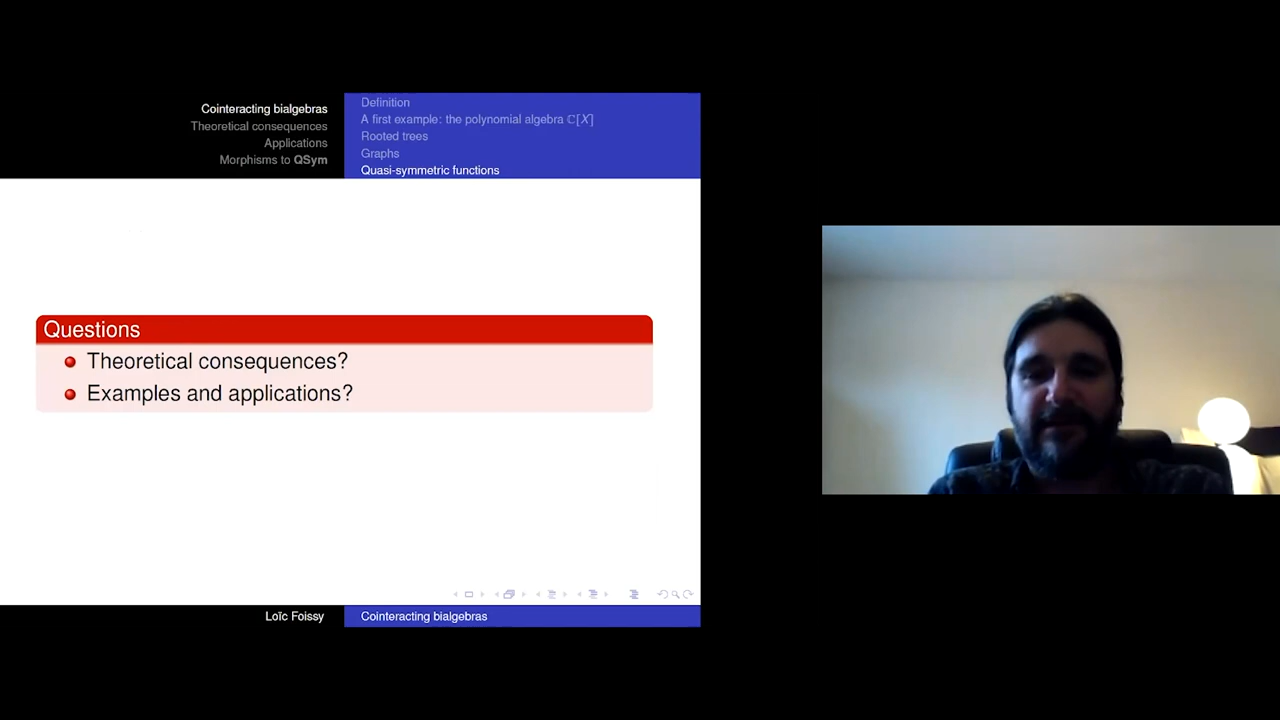 Cointeracting bialgebras
Theoretical consequences
Applications
Morphisms to QSym
Definition
A first example: the polynomial algebra ℂ[X]
Rooted trees
Graphs
Quasi-symmetric functions
Questions
Theoretical consequences?
Examples and applications?
Loïc Foissy
Cointeracting bialgebras